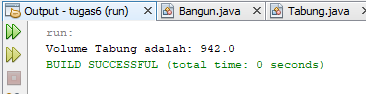 Output - tugas6 (run)
Bangun.java
Tabung.java
run:
Volume Tabung adalah: 942.0
BUILD SUCCESSFUL (total time: 0 seconds)